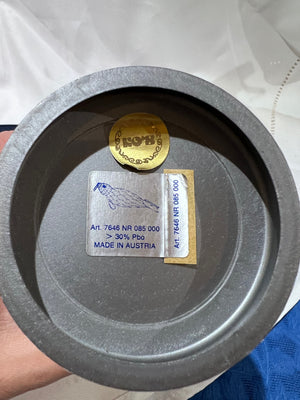 Art. 7646 NR 085 000
> 30% Pbo
MADE IN AUSTRIA
Art. 7646 NR 085 000